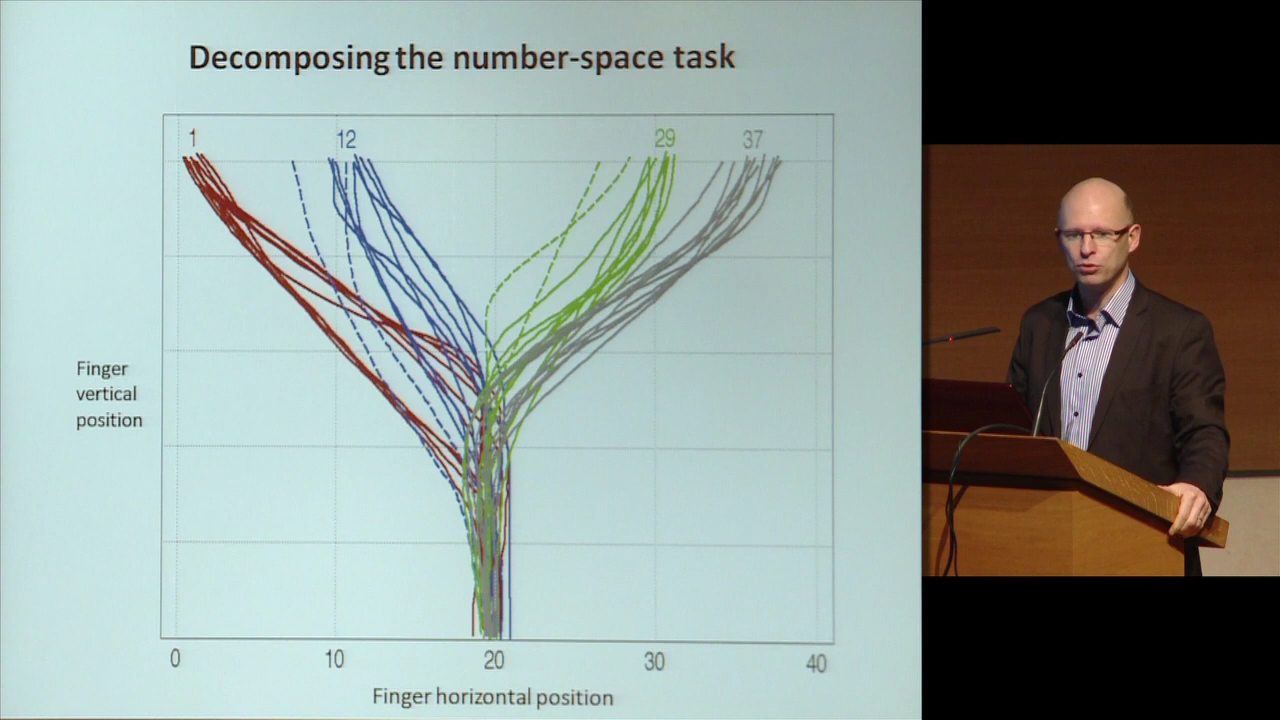 Decomposing the number-space task
1 12 29 37
Finger
vertical
position
0 10 20 30 40
Finger horizontal position